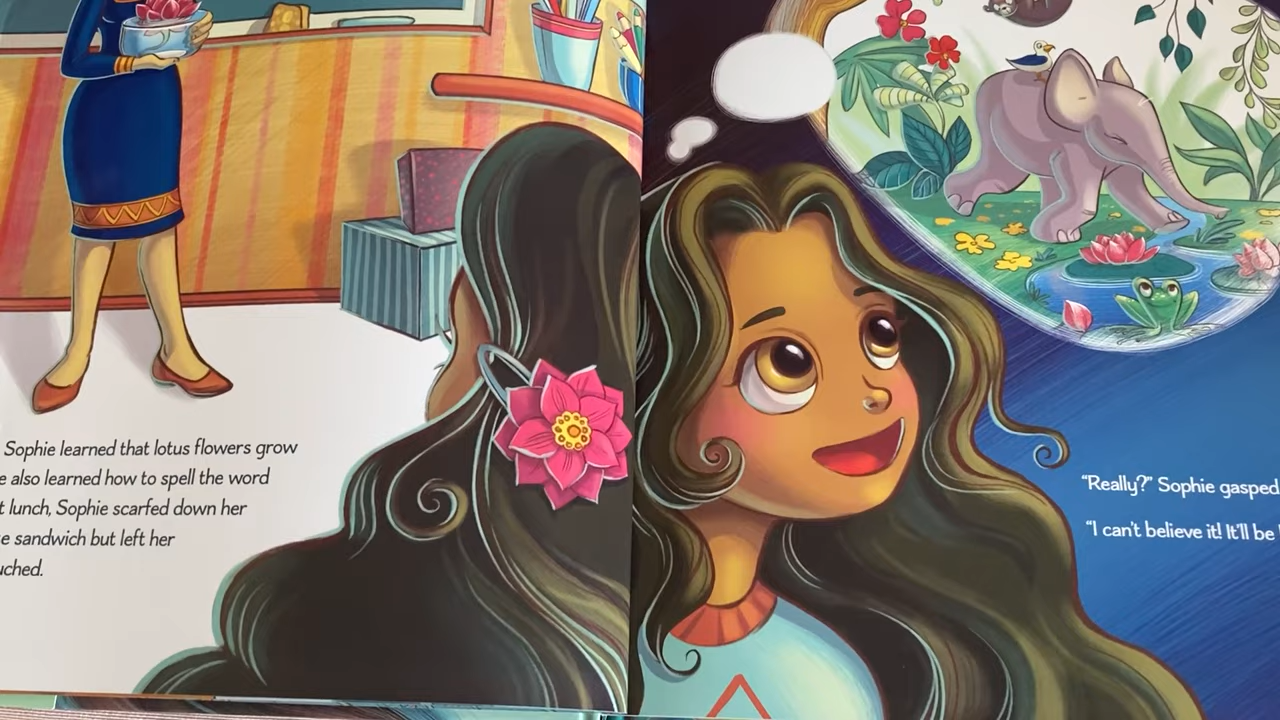 Sophie learned that lotus flowers grow
also learned how to spell the word
lunch, Sophie scarfed down her
sandwich but left her
"Really?" Sophie gasped
"I can't believe it! It'll be